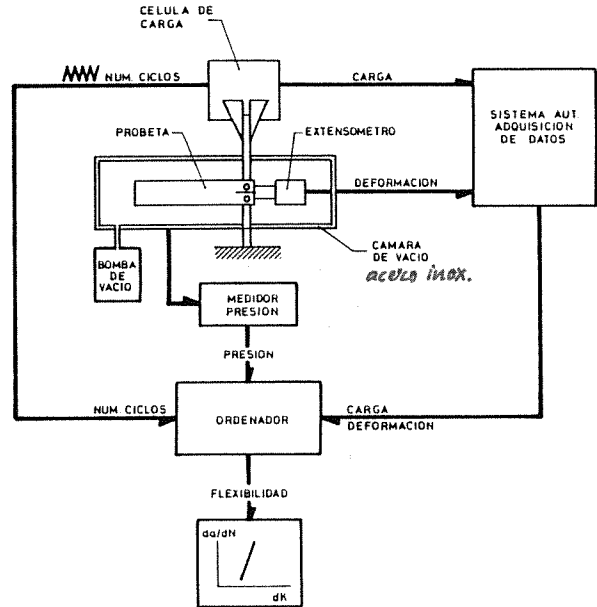 CELULA DE
CARGA
NUM. CICLOS
CARGA
SISTEMA AUT.
ADQUISICION
DE DATOS
PROBETA
EXTENSOMETRO
DEFORMACION
BOMBA
DE
VACIO
CAMARA
DE VACIO
acero inox.
MEDIDOR
PRESION
PRESION
NUM. CICLOS
ORDENADOR
CARGA
DEFORMACION
FLEXIBILIDAD
da/dN
dK